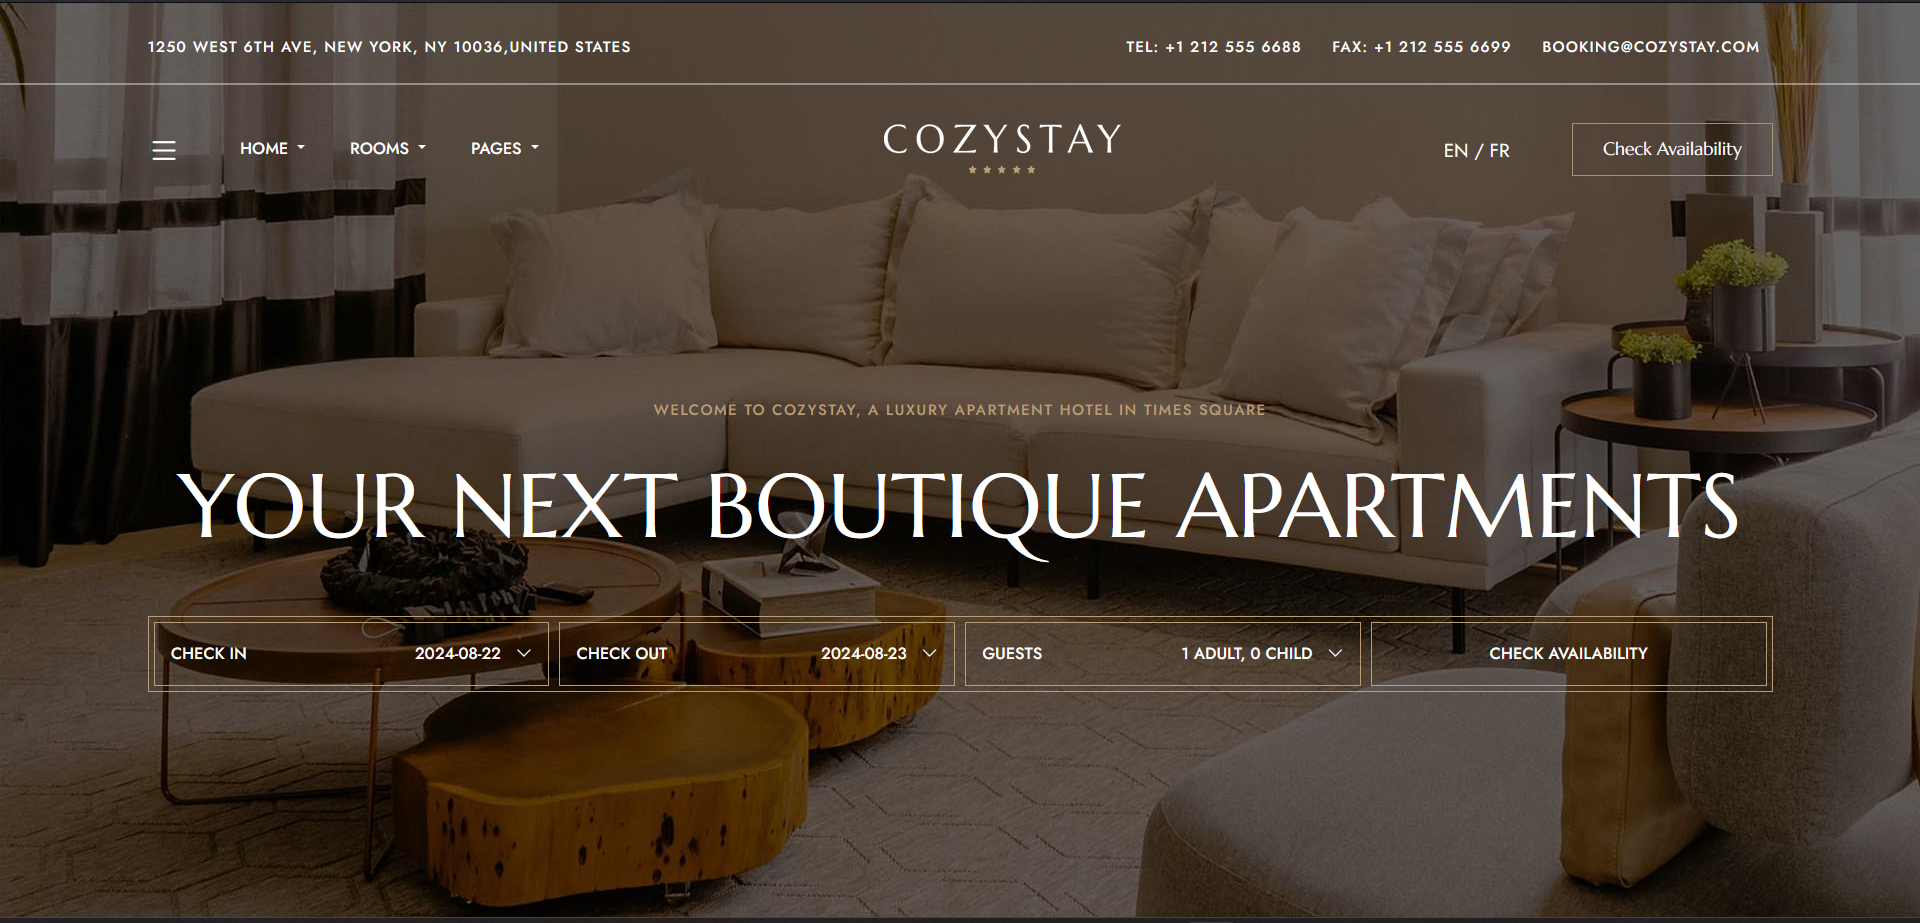 1250 WEST 6TH AVE, NEW YORK, NY 10036,UNITED STATES
TEL: +1 212 555 6688
FAX: +1 212 555 6699
BOOKING@COZYSTAY.COM
HOME
ROOMS
PAGES
COZYSTAY
EN / FR
Check Availability
WELCOME TO COZYSTAY, A LUXURY APARTMENT HOTEL IN TIMES SQUARE
YOUR NEXT BOUTIQUE APARTMENTS
CHECK IN 2024-08-22
CHECK OUT 2024-08-23
GUESTS 1 ADULT, 0 CHILD
CHECK AVAILABILITY